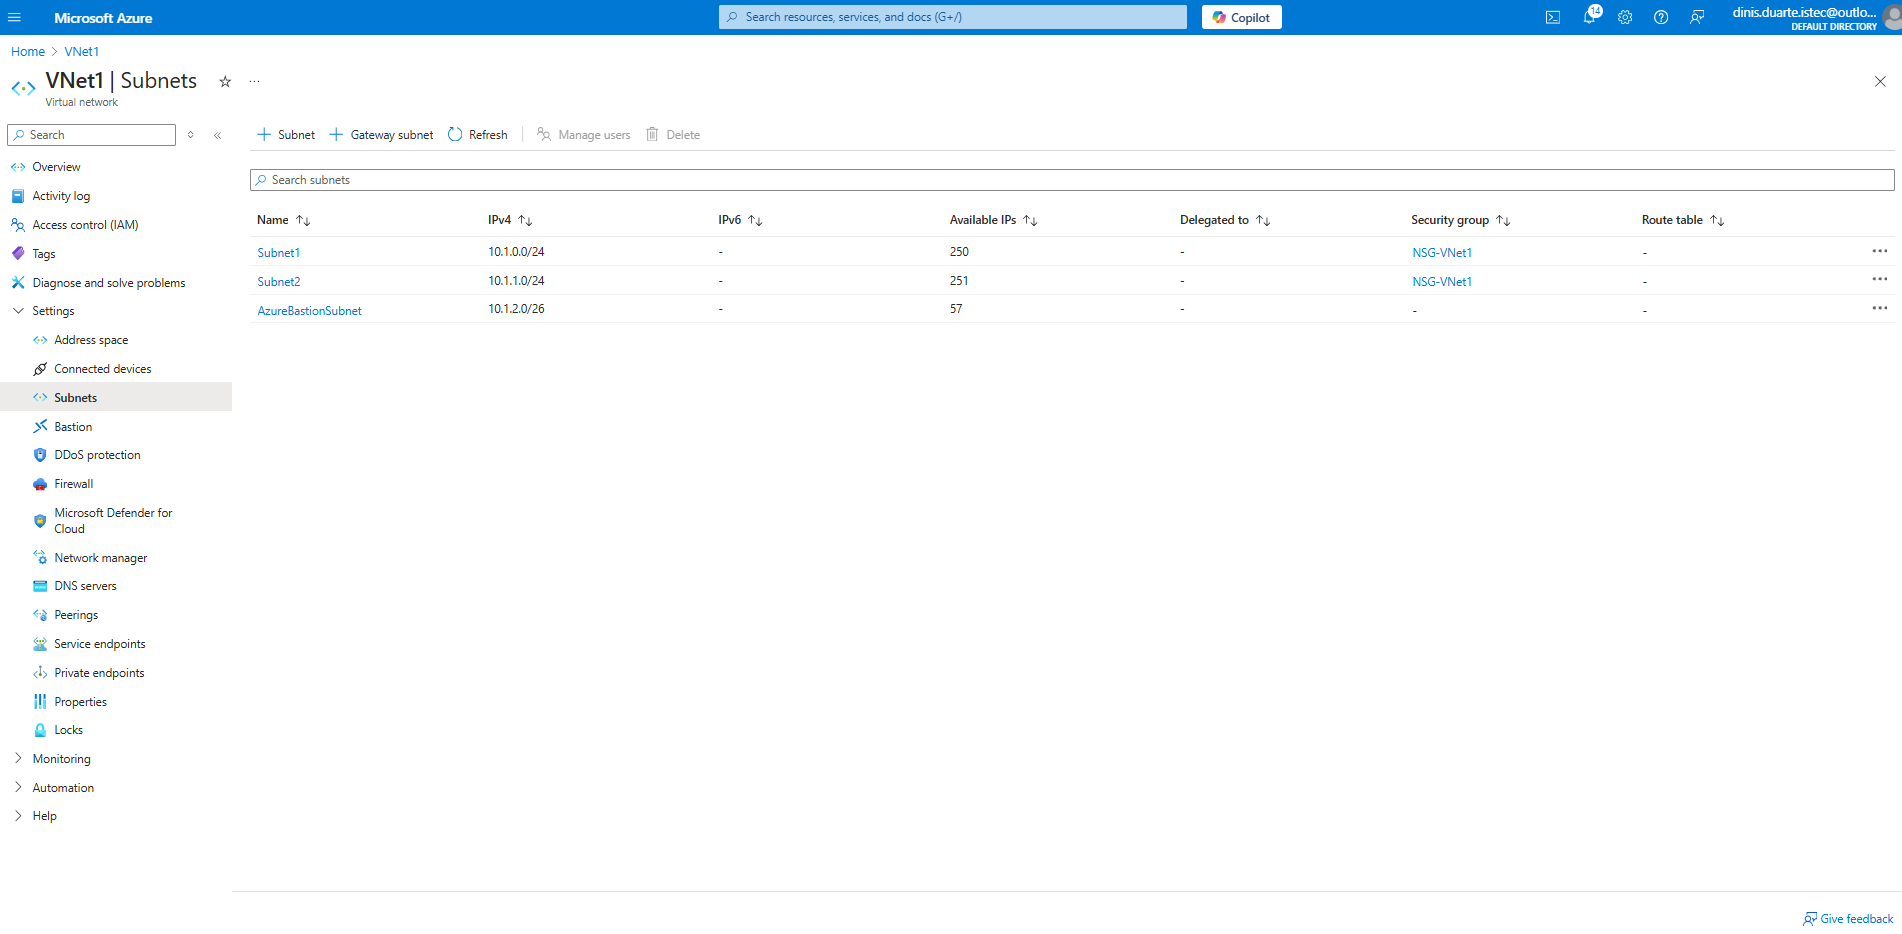 Microsoft Azure
Search resources, services, and docs (G+/)
Copilot
14
dinis.duarte.istec@outlo...
DEFAULT DIRECTORY
Home > VNet1
VNet1 | Subnets
Virtual network
Search
Subnet
Gateway subnet
Refresh
Manage users
Delete
Search subnets
Overview
Activity log
Access control (IAM)
Tags
Diagnose and solve problems
Settings
Address space
Connected devices
Subnets
Bastion
DDoS protection
Firewall
Microsoft Defender for
Cloud
Network manager
DNS servers
Peerings
Service endpoints
Private endpoints
Properties
Locks
Monitoring
Automation
Help
Name IPv4 IPv6 Available IPs Delegated to Security group Route table
Subnet1 10.1.0.0/24 - 250 - NSG-VNet1 -
Subnet2 10.1.1.0/24 - 251 - NSG-VNet1 -
AzureBastionSubnet 10.1.2.0/26 - 57 - - -
Give feedback